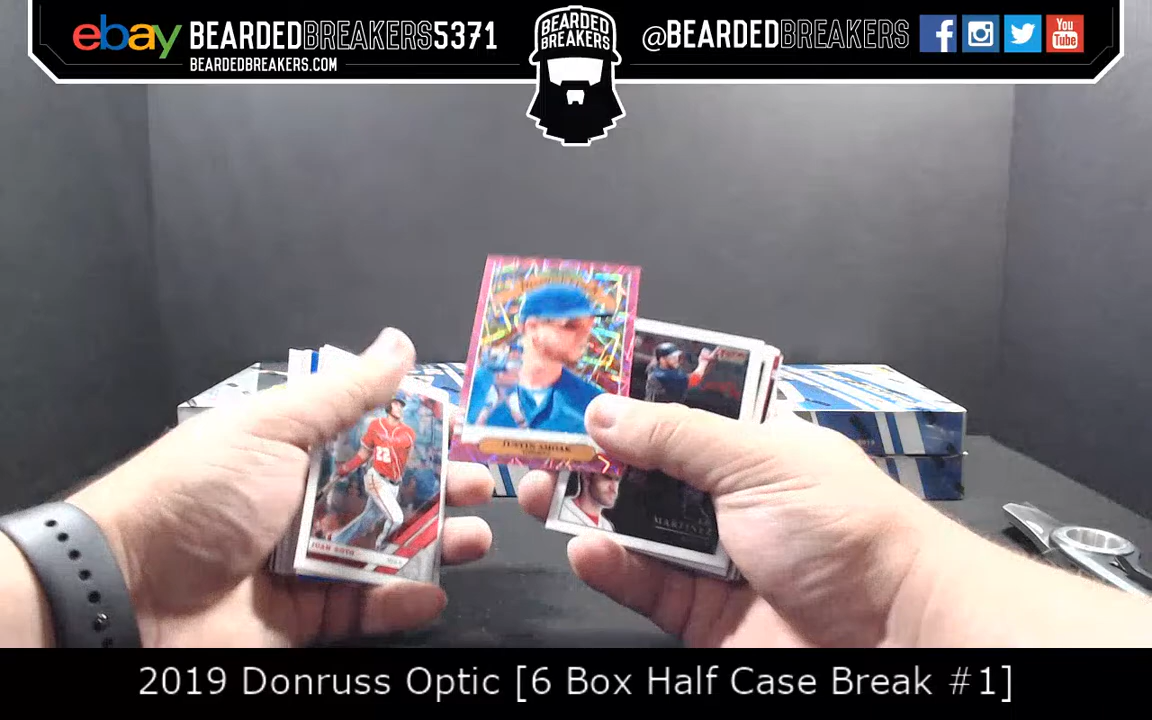 ebay BEARDEDBREAKERS5371
BEARDEDBREAKERS.COM
BEARDED
BREAKERS
@BEARDEDBREAKERS
You
Tube
JUSTIN SMOAK
22
JUAN SOTO
MARTINEZ
2019 Donruss Optic [6 Box Half Case Break #1]